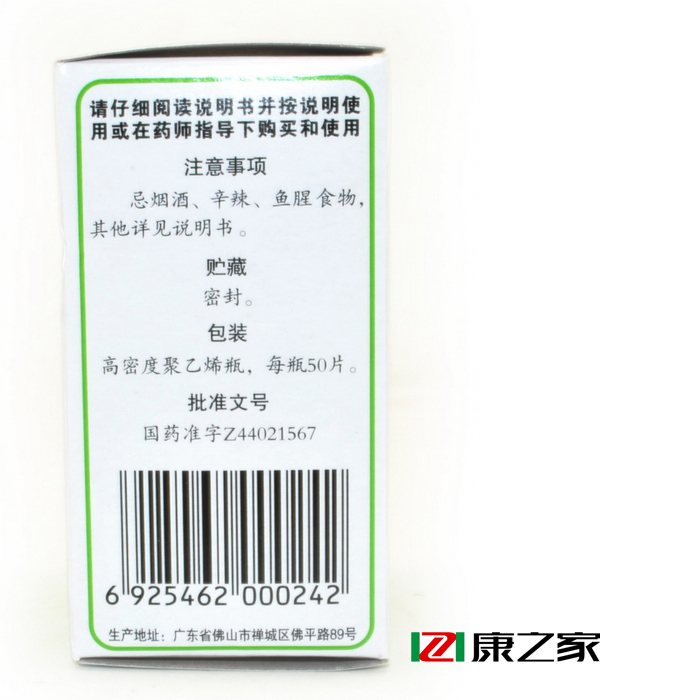 请仔细阅读说明书并按说明使
用或在药师指导下购买和使用
注意事项
忌烟酒、辛辣、鱼腥食物，
其他详见说明书。
贮藏
密封。
包装
高密度聚乙烯瓶，每瓶50片。
批准文号
国药准字Z44021567
6 925462 000242
生产地址：广东省佛山市禅城区佛平路89号
康之家